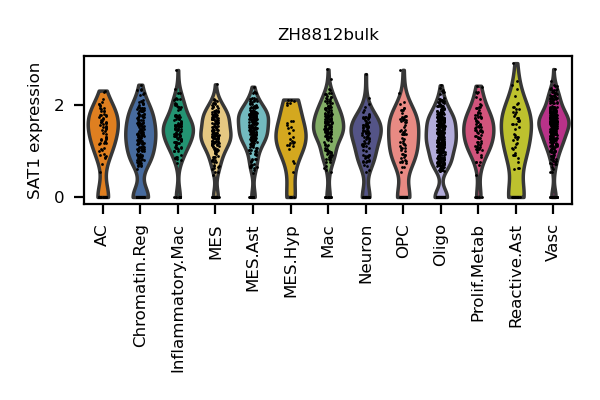 ZH8812bulk
SAT1 expression
2
0
AC
Chromatin.Reg
Inflammatory.Mac
MES
MES.Ast
MES.Hyp
Mac
Neuron
OPC
Oligo
Prolif.Metab
Reactive.Ast
Vasc